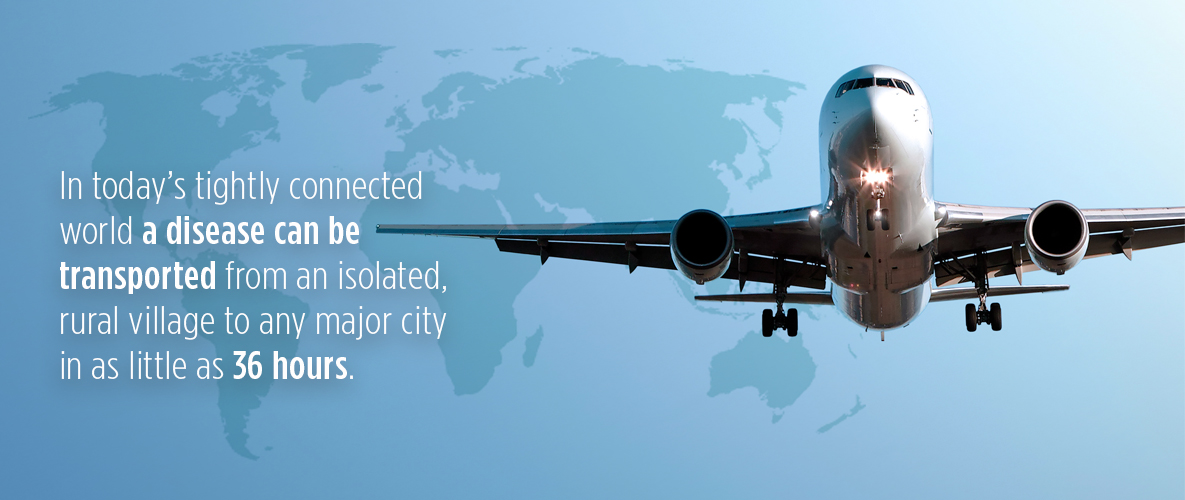 In today’s tightly connected
world a disease can be
transported from an isolated,
rural village to any major city
in as little as 36 hours.